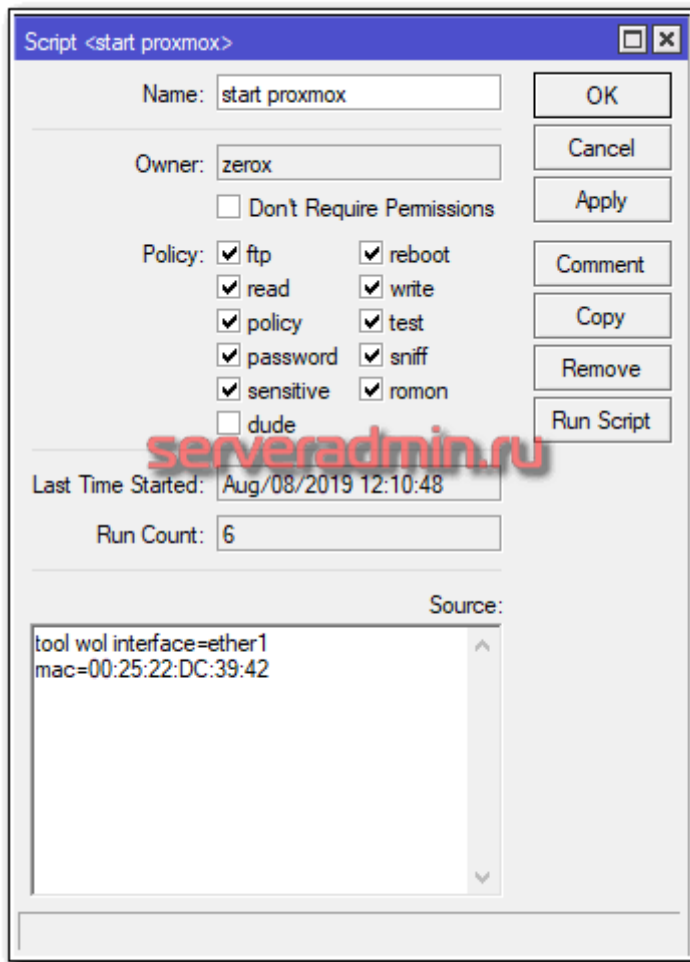 Script <start proxmox>
Name: start proxmox
OK
Owner: zerox
Cancel
Don't Require Permissions
Apply
Policy: ftp reboot
Comment
read write
policy test
Copy
password sniff
Remove
sensitive romon
dude
Run Script
serveradmin.ru
Last Time Started: Aug/08/2019 12:10:48
Run Count: 6
Source:
tool wol interface=ether1
mac=00:25:22:DC:39:42